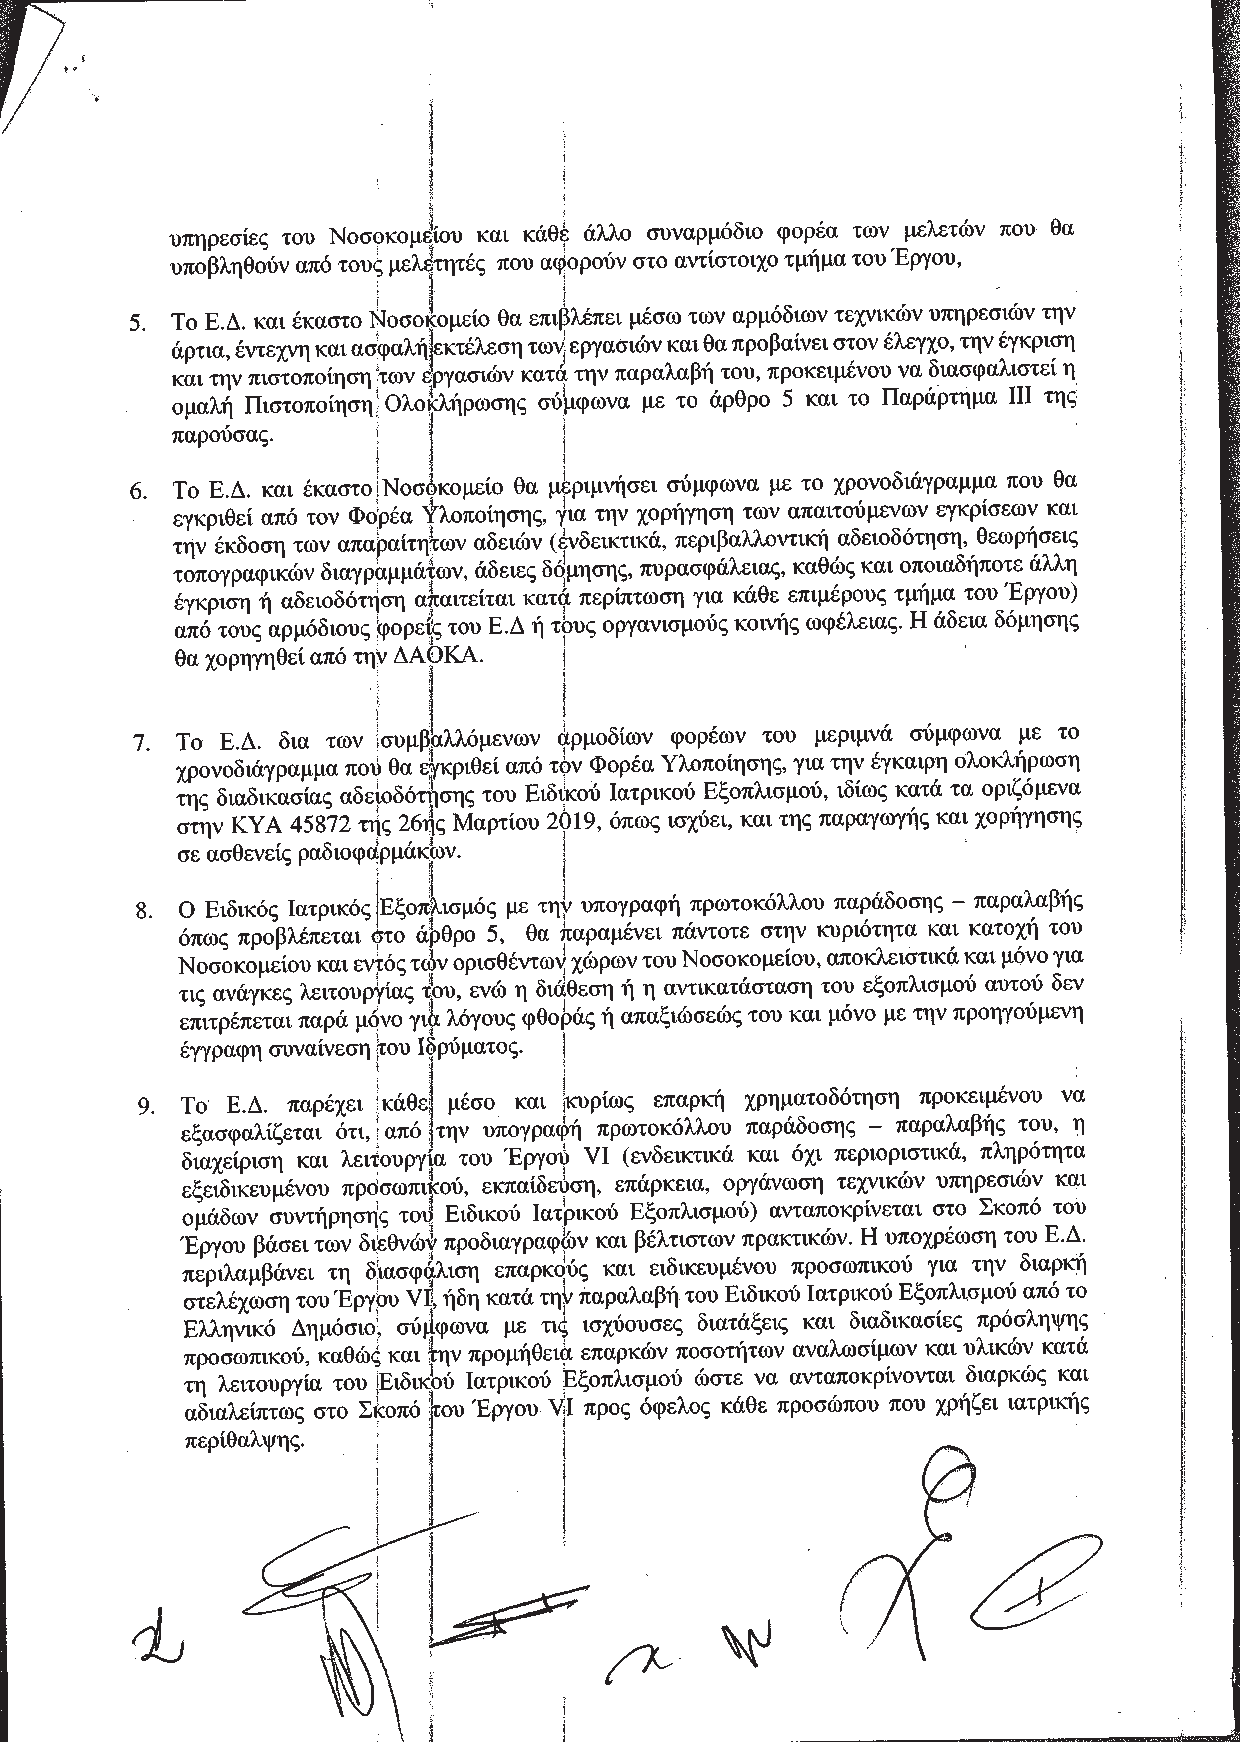 υπηρεσίες του Νοσοκομείου και κάθε άλλο συναρμόδιο φορέα των μελετών που θα
υποβληθούν από τους μελετητές που αφορούν στο αντίστοιχο τμήμα του Έργου,
5. Το Ε.Δ. και έκαστο Νοσοκομείο θα επιβλέπει μέσω των αρμόδιων τεχνικών υπηρεσιών την
άρτια, έντεχνη και ασφαλή εκτέλεση των εργασιών και θα προβαίνει στον έλεγχο, την έγκριση
και την πιστοποίηση των εργασιών κατά την παραλαβή του, προκειμένου να διασφαλιστεί η
ομαλή Πιστοποίηση Ολοκλήρωσης σύμφωνα με το άρθρο 5 και το Παράρτημα ΙΙΙ της
παρούσας.
6. Το Ε.Δ. και έκαστο Νοσοκομείο θα μεριμνήσει σύμφωνα με το χρονοδιάγραμμα που θα
εγκριθεί από τον Φορέα Υλοποίησης, για την χορήγηση των απαιτούμενων εγκρίσεων και
την έκδοση των απαραίτητων αδειών (ενδεικτικά, περιβαλλοντική αδειοδότηση, θεωρήσεις
τοπογραφικών διαγραμμάτων, άδειες δόμησης, πυρασφάλειας, καθώς και οποιαδήποτε άλλη
έγκριση ή αδειοδότηση απαιτείται κατά περίπτωση για κάθε επιμέρους τμήμα του Έργου)
από τους αρμόδιους φορείς του Ε.Δ ή τους οργανισμούς κοινής ωφέλειας. Η άδεια δόμησης
θα χορηγηθεί από την ΔΑΟΚΑ.
7. Το Ε.Δ. δια των συμβαλλόμενων αρμοδίων φορέων του μεριμνά σύμφωνα με το
χρονοδιάγραμμα που θα εγκριθεί από τον Φορέα Υλοποίησης, για την έγκαιρη ολοκλήρωση
της διαδικασίας αδειοδότησης του Ειδικού Ιατρικού Εξοπλισμού, ιδίως κατά τα οριζόμενα
στην ΚΥΑ 45872 της 26ης Μαρτίου 2019, όπως ισχύει, και της παραγωγής και χορήγησης
σε ασθενείς ραδιοφαρμάκων.
8. Ο Ειδικός Ιατρικός Εξοπλισμός με την υπογραφή πρωτοκόλλου παράδοσης – παραλαβής
όπως προβλέπεται στο άρθρο 5, θα παραμένει πάντοτε στην κυριότητα και κατοχή του
Νοσοκομείου και εντός των ορισθέντων χώρων του Νοσοκομείου, αποκλειστικά και μόνο για
τις ανάγκες λειτουργίας του, ενώ η διάθεση ή η αντικατάσταση του εξοπλισμού αυτού δεν
επιτρέπεται παρά μόνο για λόγους φθοράς ή απαξιώσεώς του και μόνο με την προηγούμενη
έγγραφη συναίνεση του Ιδρύματος.
9. Το Ε.Δ. παρέχει κάθε μέσο και κυρίως επαρκή χρηματοδότηση προκειμένου να
εξασφαλίζεται ότι, από την υπογραφή πρωτοκόλλου παράδοσης – παραλαβής του, η
διαχείριση και λειτουργία του Έργου VI (ενδεικτικά και όχι περιοριστικά, πληρότητα
εξειδικευμένου προσωπικού, εκπαίδευση, επάρκεια, οργάνωση τεχνικών υπηρεσιών και
ομάδων συντήρησης του Ειδικού Ιατρικού Εξοπλισμού) ανταποκρίνεται στο Σκοπό του
Έργου βάσει των διεθνών προδιαγραφών και βέλτιστων πρακτικών. Η υποχρέωση του Ε.Δ.
περιλαμβάνει τη διασφάλιση επαρκούς και ειδικευμένου προσωπικού για την διαρκή
στελέχωση του Έργου VI, ήδη κατά την παραλαβή του Ειδικού Ιατρικού Εξοπλισμού από το
Ελληνικό Δημόσιο, σύμφωνα με τις ισχύουσες διατάξεις και διαδικασίες πρόσληψης
προσωπικού, καθώς και την προμήθεια επαρκών ποσοτήτων αναλωσίμων και υλικών κατά
τη λειτουργία του Ειδικού Ιατρικού Εξοπλισμού ώστε να ανταποκρίνονται διαρκώς και
αδιαλείπτως στο Σκοπό του Έργου VI προς όφελος κάθε προσώπου που χρήζει ιατρικής
περίθαλψης.